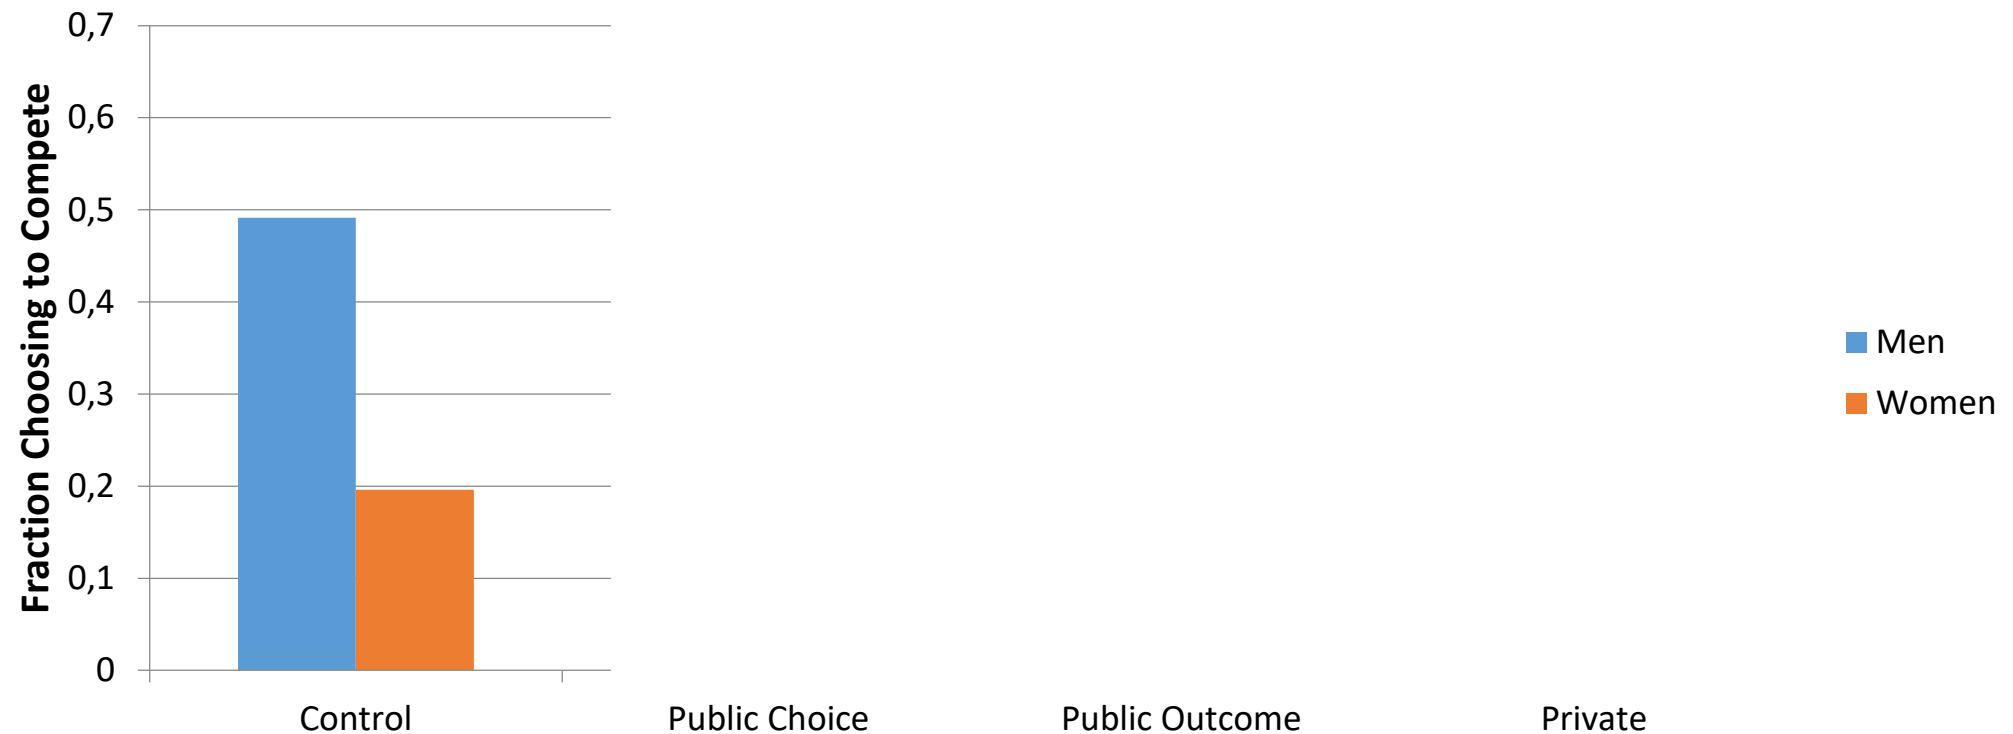 Fraction Choosing to Compete
0,7
0,6
0,5
0,4
0,3
0,2
0,1
0
Control
Public Choice
Public Outcome
Private
Men
Women